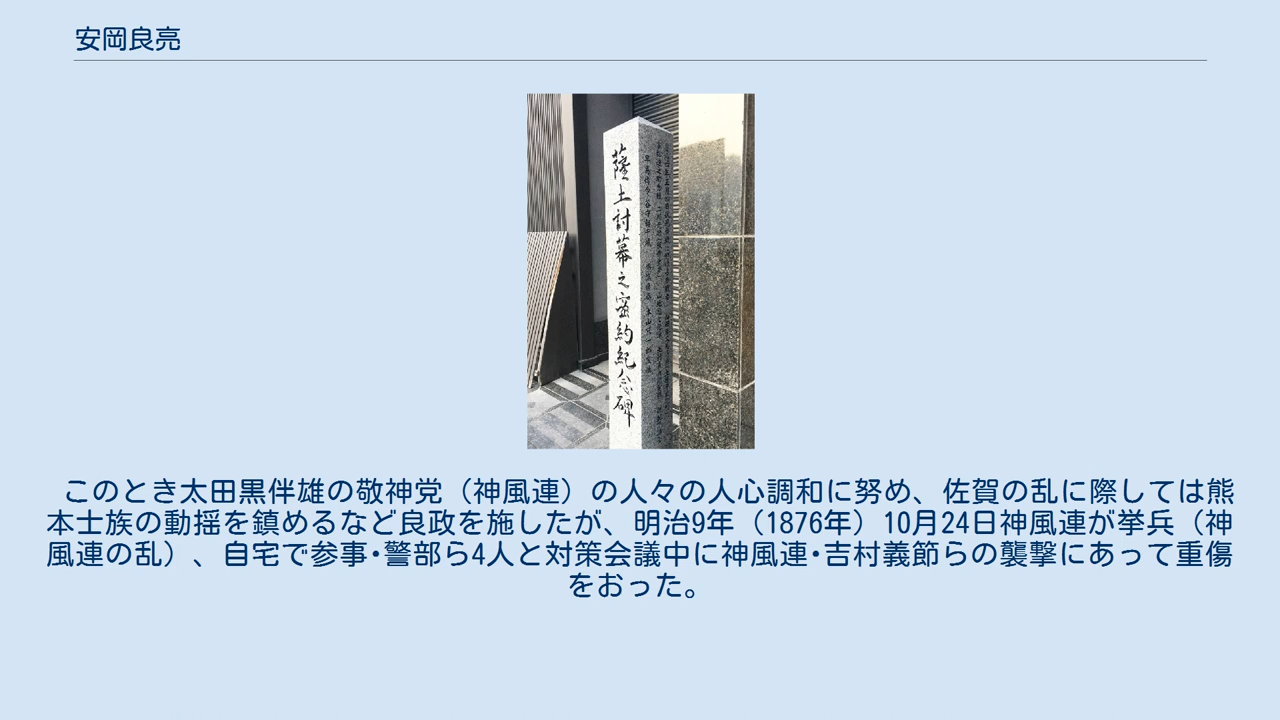 安岡良亮
薩土討幕之密約紀念碑
このとき太田黒伴雄の敬神党（神風連）の人々の人心調和に努め、佐賀の乱に際しては熊
本士族の動揺を鎮めるなど良政を施したが、明治9年（1876年）10月24日神風連が挙兵（神
風連の乱）、自宅で参事･警部ら4人と対策会議中に神風連･吉村義節らの襲撃にあって重傷
をおった。